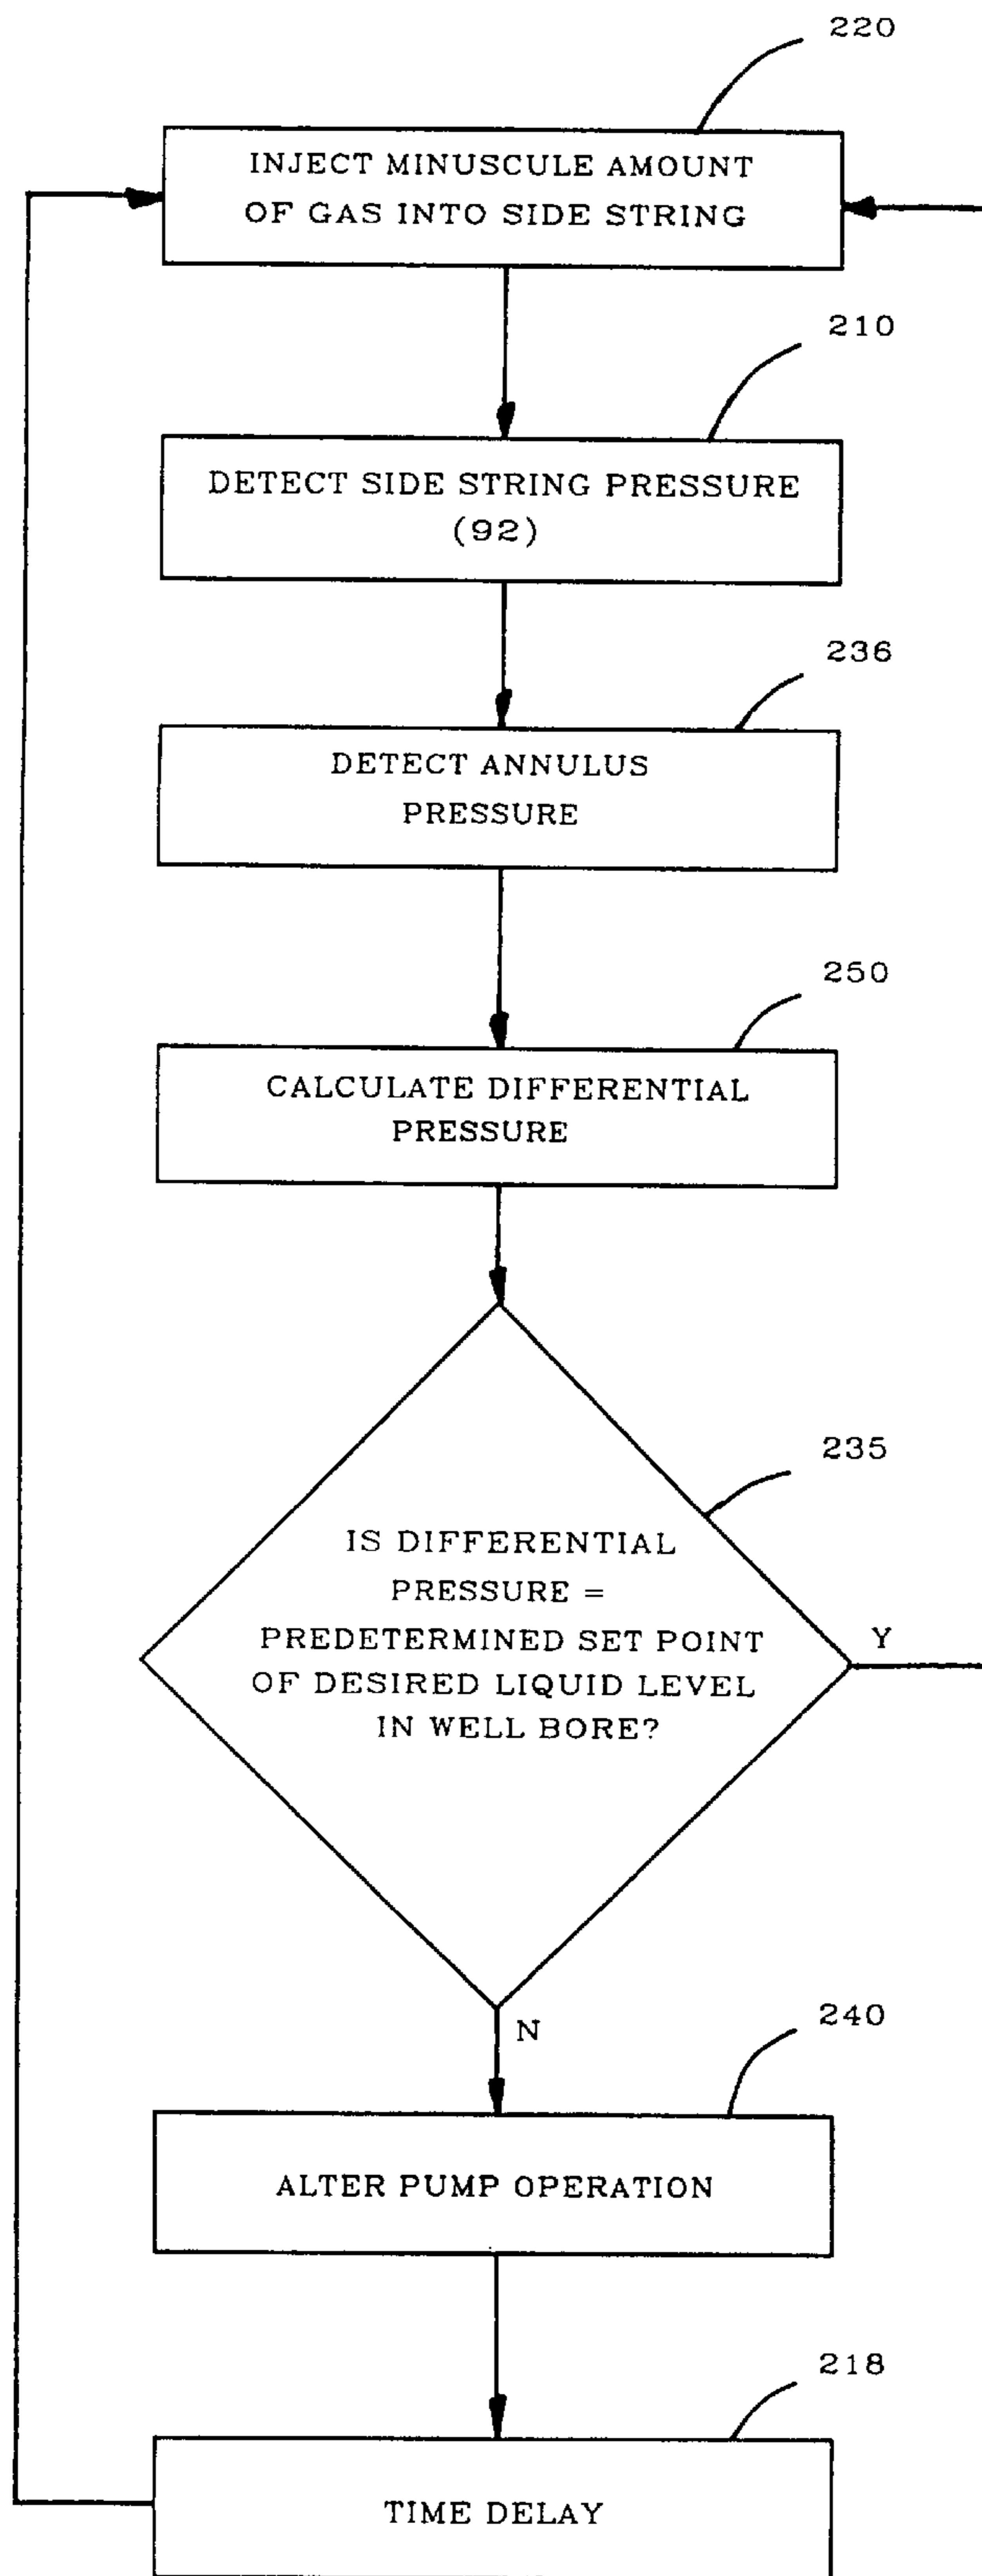 220
INJECT MINUSCULE AMOUNT
OF GAS INTO SIDE STRING
210
DETECT SIDE STRING PRESSURE
(92)
236
DETECT ANNULUS
PRESSURE
250
CALCULATE DIFFERENTIAL
PRESSURE
235
IS DIFFERENTIAL
PRESSURE =
PREDETERMINED SET POINT
OF DESIRED LIQUID LEVEL
IN WELL BORE?
Y
N
240
ALTER PUMP OPERATION
218
TIME DELAY